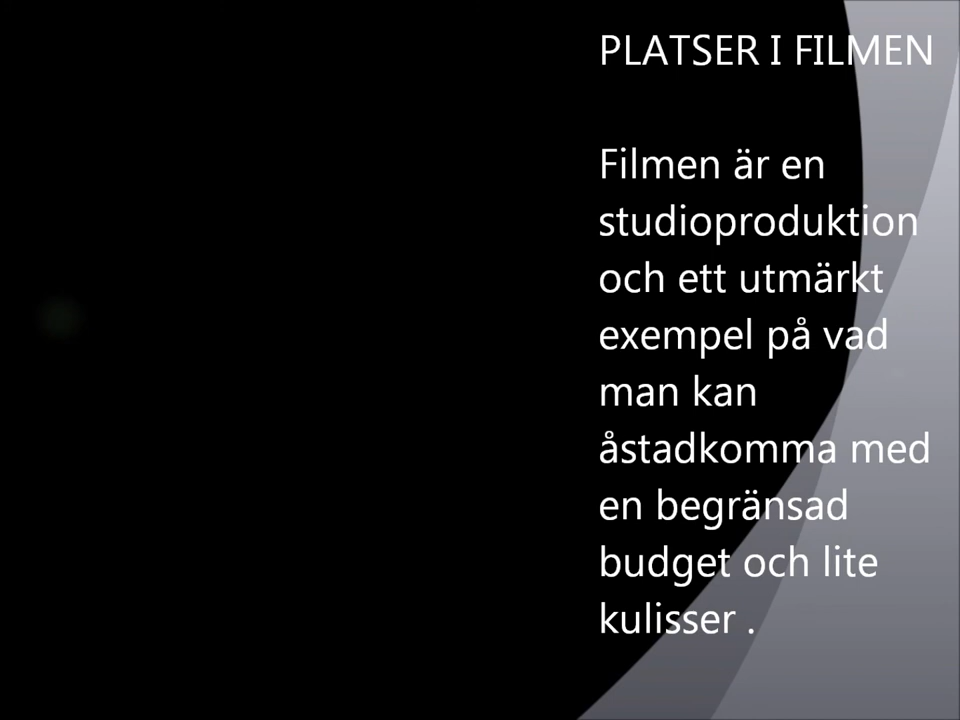 PLATSER I FILMEN
Filmen är en
studioproduktion
och ett utmärkt
exempel på vad
man kan
åstadkomma med
en begränsad
budget och lite
kulisser .